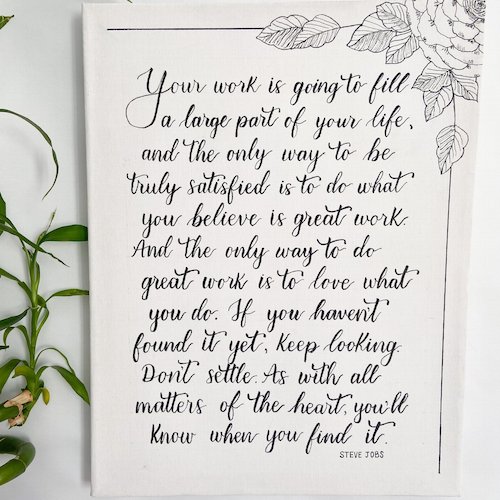 Your work is going to fill
a large part of your life,
and the only way to be
truly satisfied is to do what
you believe is great work.
And the only way to do
great work is to love what
you do. If you haven't
found it yet, keep looking.
Don't settle. As with all
matters of the heart, you'll
know when you find it.
STEVE JOBS